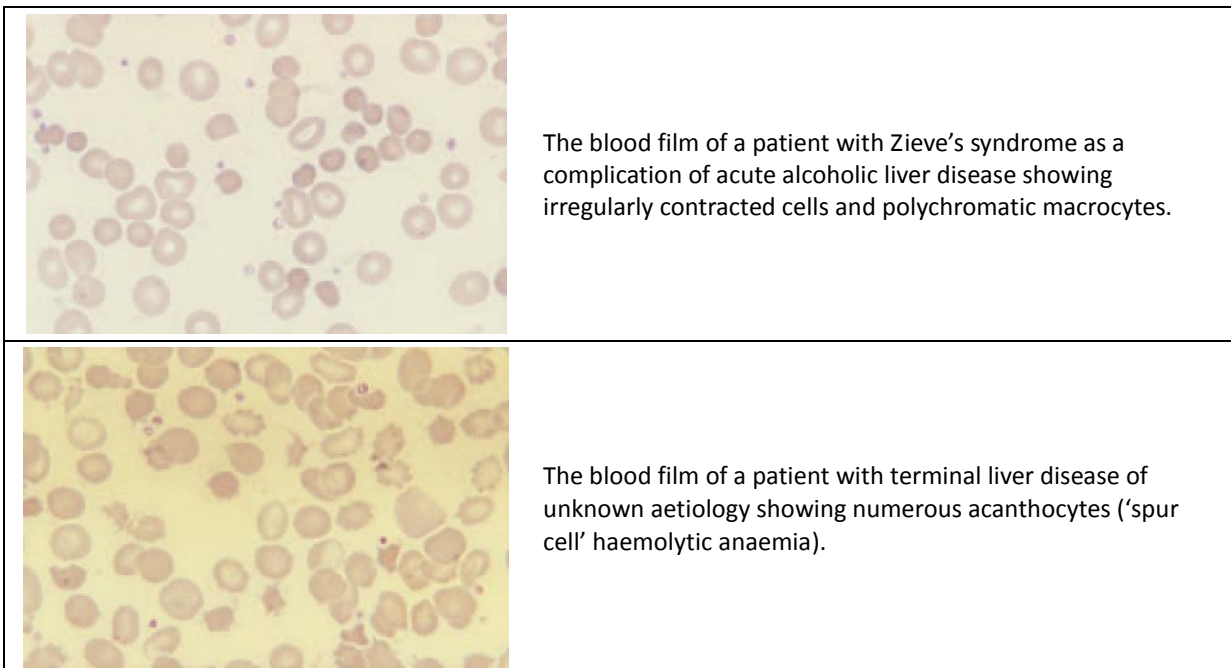 The blood film of a patient with Zieve’s syndrome as a
complication of acute alcoholic liver disease showing
irregularly contracted cells and polychromatic macrocytes.
The blood film of a patient with terminal liver disease of
unknown aetiology showing numerous acanthocytes (‘spur
cell’ haemolytic anaemia).